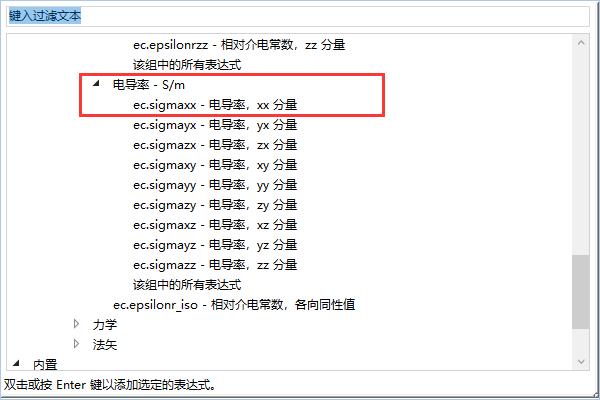 键入过滤文本
ec.epsilonrzz - 相对介电常数，zz 分量
该组中的所有表达式
电导率 - S/m
ec.sigmaxx - 电导率，xx 分量
ec.sigmayx - 电导率，yx 分量
ec.sigmazx - 电导率，zx 分量
ec.sigmaxy - 电导率，xy 分量
ec.sigmayy - 电导率，yy 分量
ec.sigmazy - 电导率，zy 分量
ec.sigmaxz - 电导率，xz 分量
ec.sigmayz - 电导率，yz 分量
ec.sigmazz - 电导率，zz 分量
该组中的所有表达式
ec.epsilonr_iso - 相对介电常数，各向同性值
力学
法矢
内置
双击或按 Enter 键以添加选定的表达式。